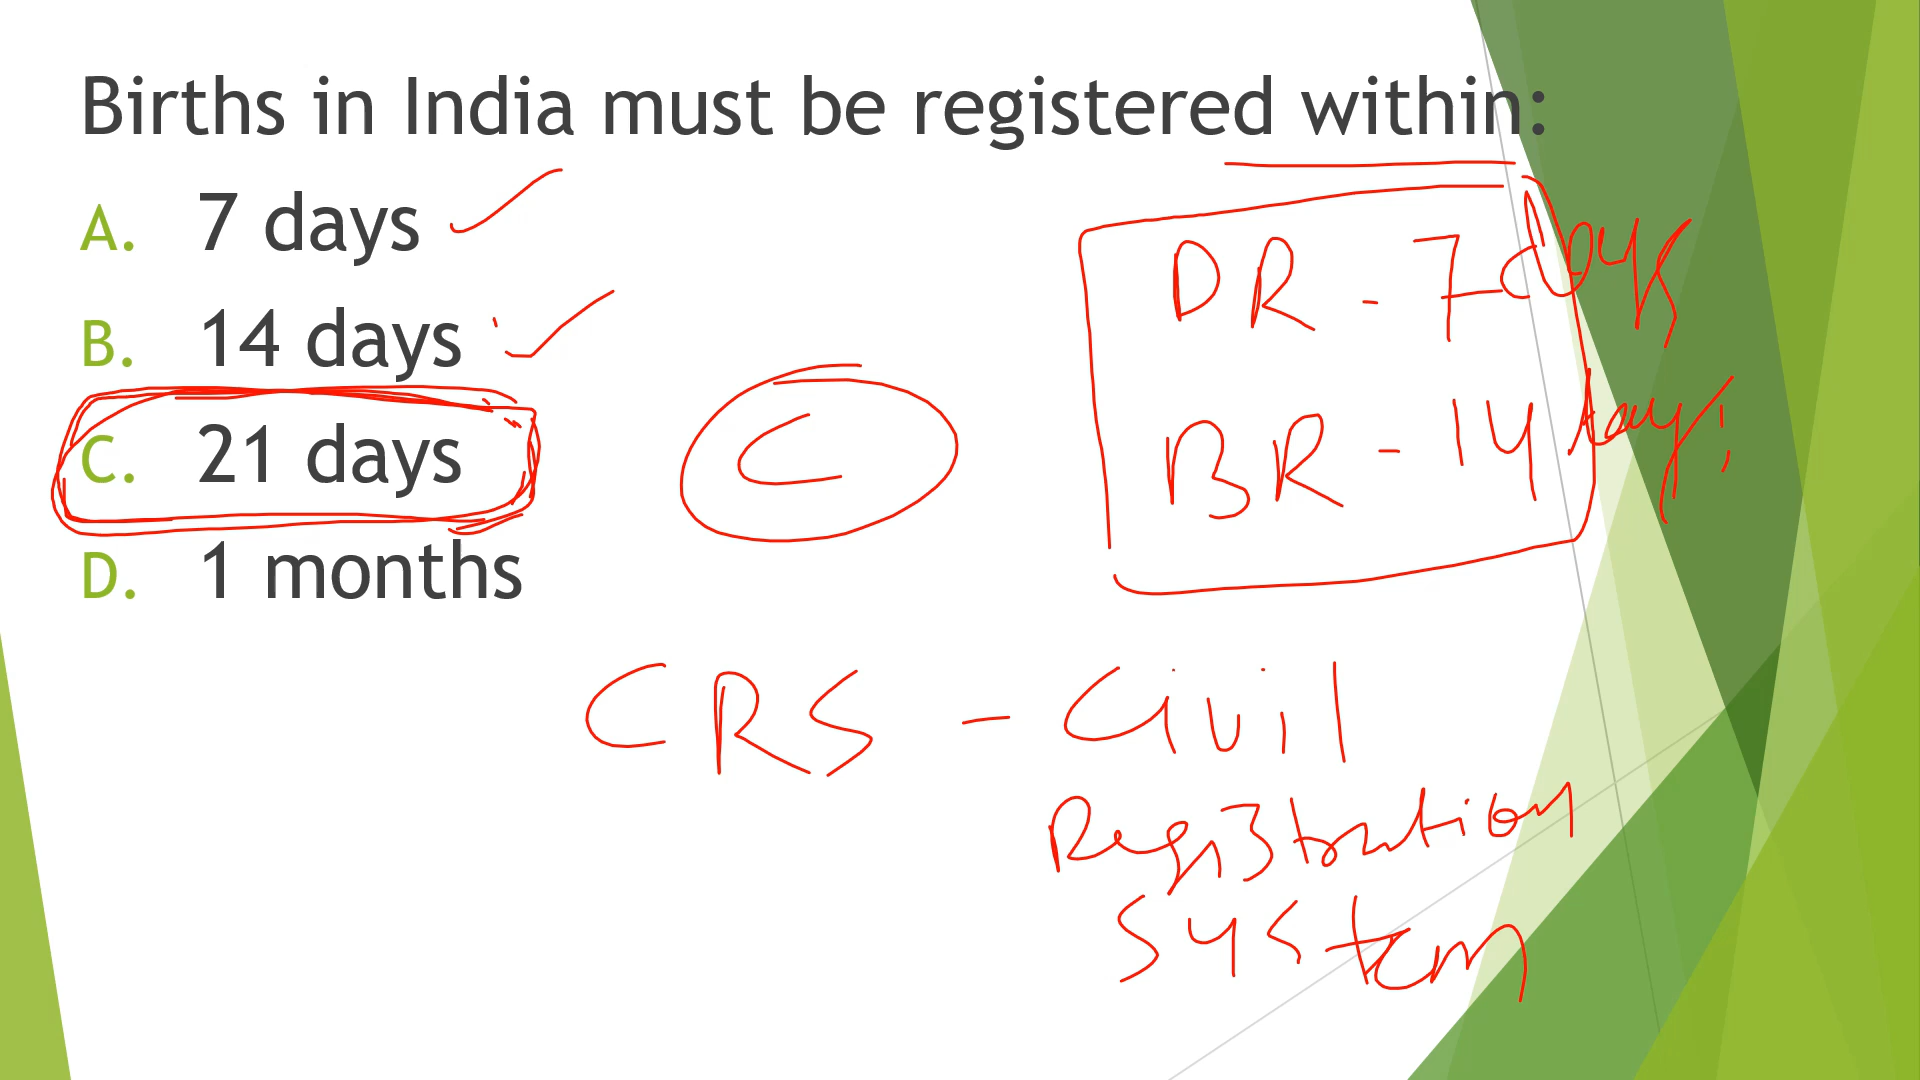 Births in India must be registered within:
A. 7 days
B. 14 days
C. 21 days
D. 1 months
DR - 7 days
BR - 14 days
C
CRS - Civil
Registration
System